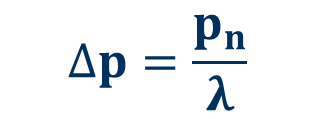 Δp = pₙ / λ